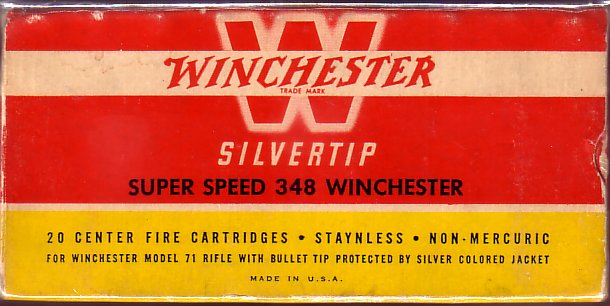 WINCHESTER
TRADE MARK
SILVERTIP
SUPER SPEED 348 WINCHESTER
20 CENTER FIRE CARTRIDGES • STAYNLESS • NON-MERCURIC
FOR WINCHESTER MODEL 71 RIFLE WITH BULLET TIP PROTECTED BY SILVER COLORED JACKET
MADE IN U.S.A.